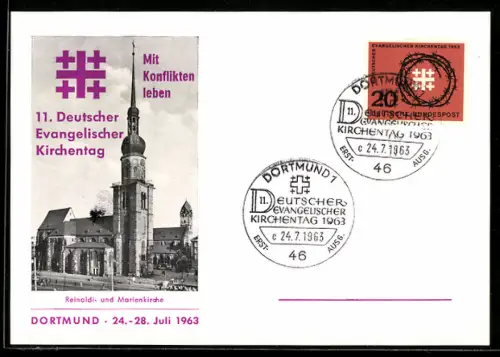 Mit
Konflikten
leben
11. Deutscher
Evangelischer
Kirchentag
Reinoldi- und Marienkirche
DORTMUND · 24.-28. Juli 1963
DEUTSCHER EVANGELISCHER KIRCHENTAG 1963
20
DEUTSCHE BUNDESPOST
DORTMUND
11. DEUTSCHER
EVANGELISCHER
KIRCHENTAG 1963
c 24.7.1963
ERST- AUSG.
46
DORTMUND 1
11. DEUTSCHER
EVANGELISCHER
KIRCHENTAG 1963
c 24.7.1963
ERST- AUSG.
46